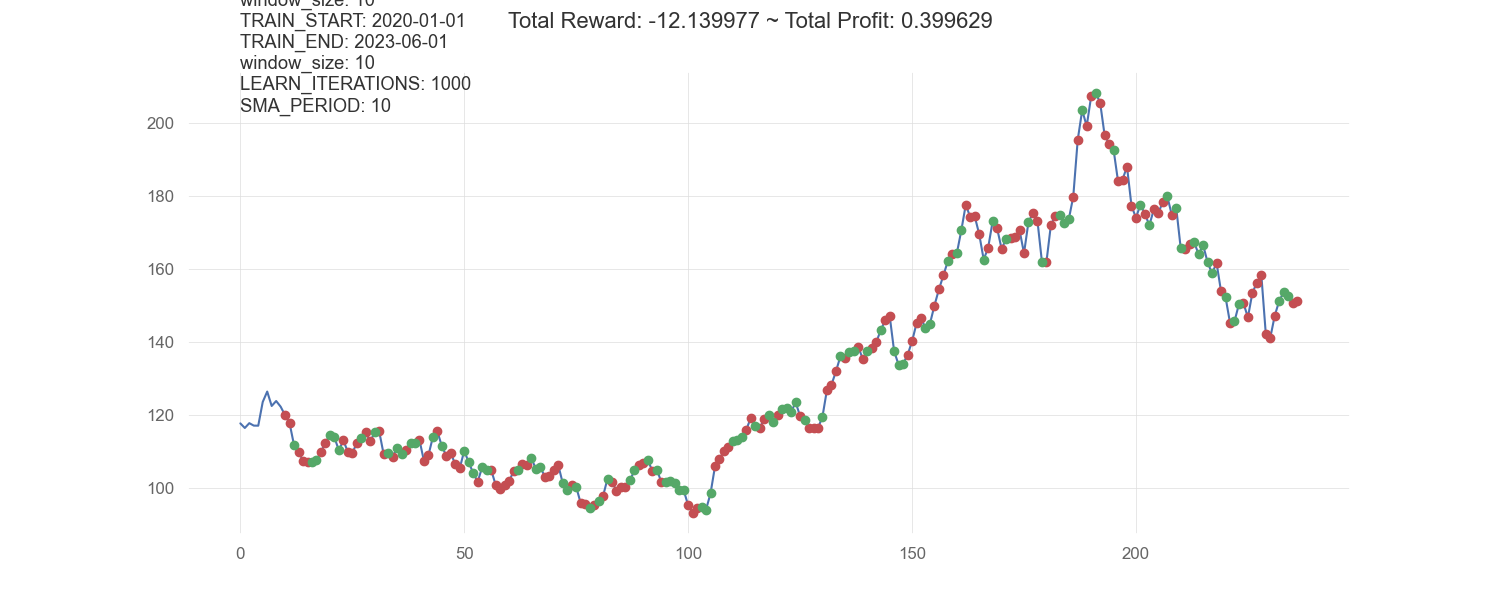 window_size: 10
TRAIN_START: 2020-01-01
TRAIN_END: 2023-06-01
window_size: 10
LEARN_ITERATIONS: 1000
SMA_PERIOD: 10
Total Reward: -12.139977 ~ Total Profit: 0.399629
200
180
160
140
120
100
0
50
100
150
200